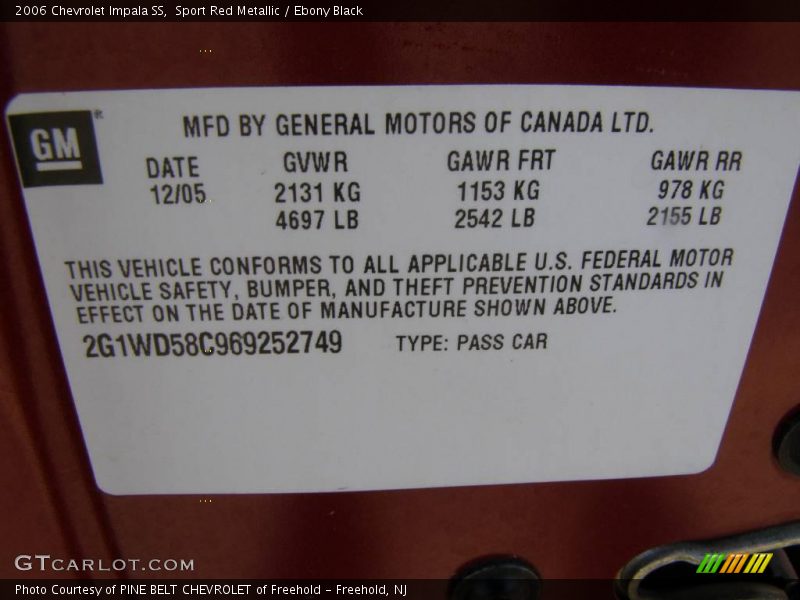 2006 Chevrolet Impala SS,  Sport Red Metallic / Ebony Black
GM®
MFD BY GENERAL MOTORS OF CANADA LTD.
DATE GVWR GAWR FRT GAWR RR
12/05 2131 KG 1153 KG 978 KG
4697 LB 2542 LB 2155 LB
THIS VEHICLE CONFORMS TO ALL APPLICABLE U.S. FEDERAL MOTOR
VEHICLE SAFETY, BUMPER, AND THEFT PREVENTION STANDARDS IN
EFFECT ON THE DATE OF MANUFACTURE SHOWN ABOVE.
2G1WD58C969252749 TYPE: PASS CAR
GTCARLOT.COM
Photo Courtesy of PINE BELT CHEVROLET of Freehold - Freehold, NJ